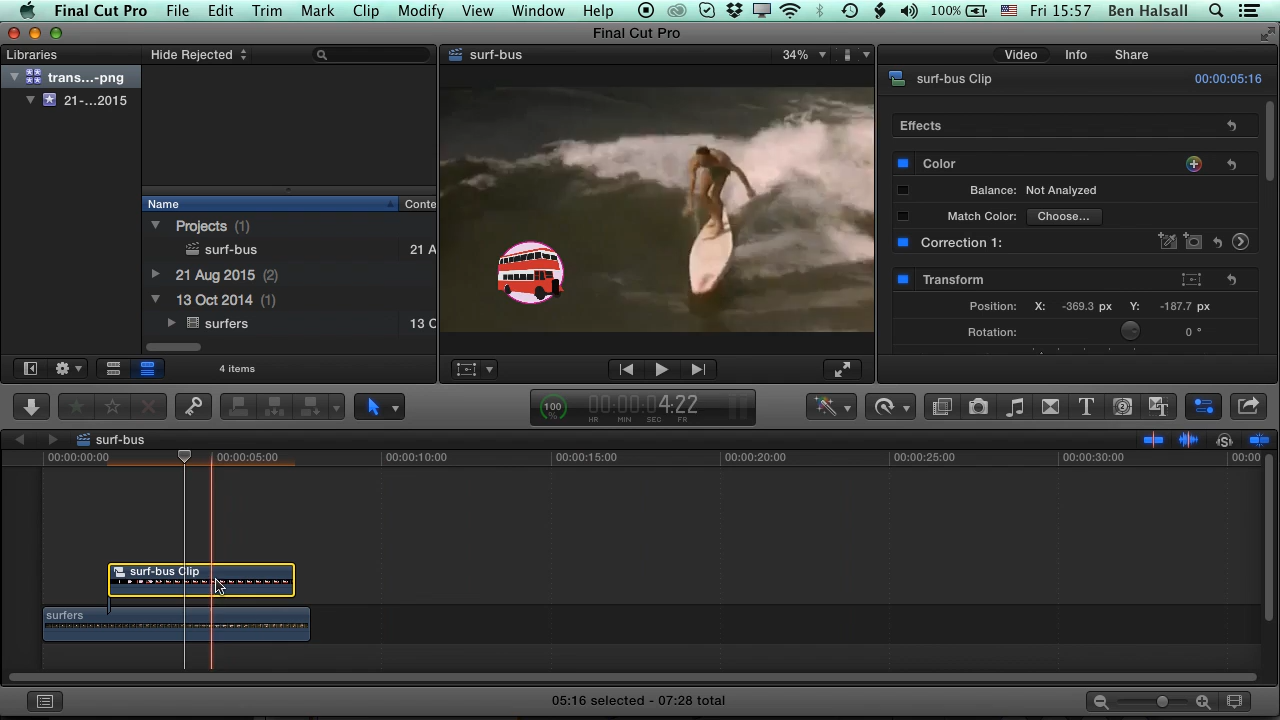 Final Cut Pro File Edit Trim Mark Clip Modify View Window Help 100% Fri 15:57 Ben Halsall
Final Cut Pro
Libraries Hide Rejected surf-bus 34% Video Info Share
trans...-png
21-...2015
surf-bus Clip 00:00:05:16
Effects
Color
Balance: Not Analyzed
Match Color: Choose...
Correction 1:
Transform
Position: X: -369.3 px Y: -187.7 px
Rotation: 0 °
Name Conte
Projects (1)
surf-bus 21 A
21 Aug 2015 (2)
13 Oct 2014 (1)
surfers 13 C
4 items
100 % 00:00:04:22
HR MIN SEC FR
surf-bus
00:00:00:00 00:00:05:00 00:00:10:00 00:00:15:00 00:00:20:00 00:00:25:00 00:00:30:00 00:00
surf-bus Clip
surfers
05:16 selected - 07:28 total